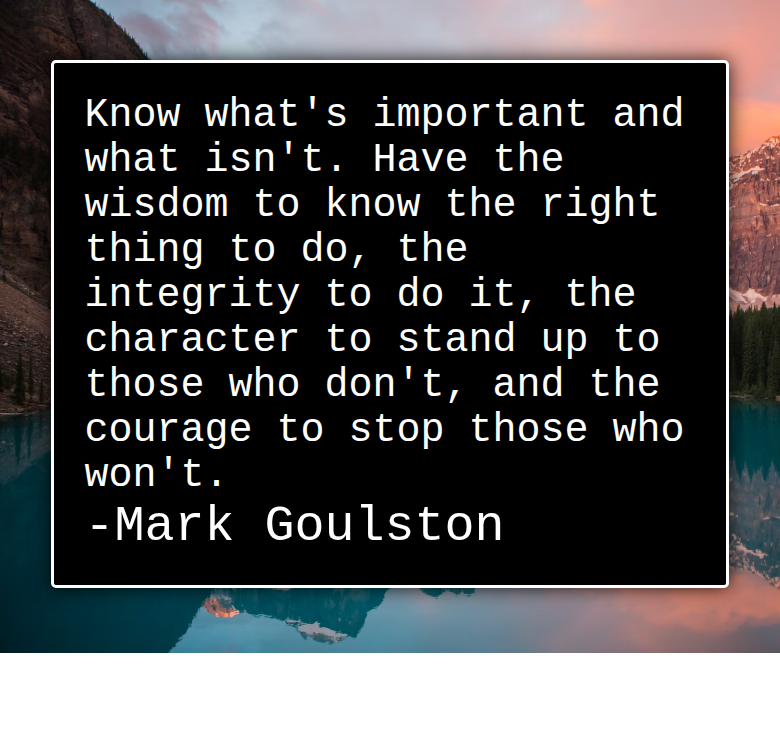 Know what's important and
what isn't. Have the
wisdom to know the right
thing to do, the
integrity to do it, the
character to stand up to
those who don't, and the
courage to stop those who
won't.
-Mark Goulston